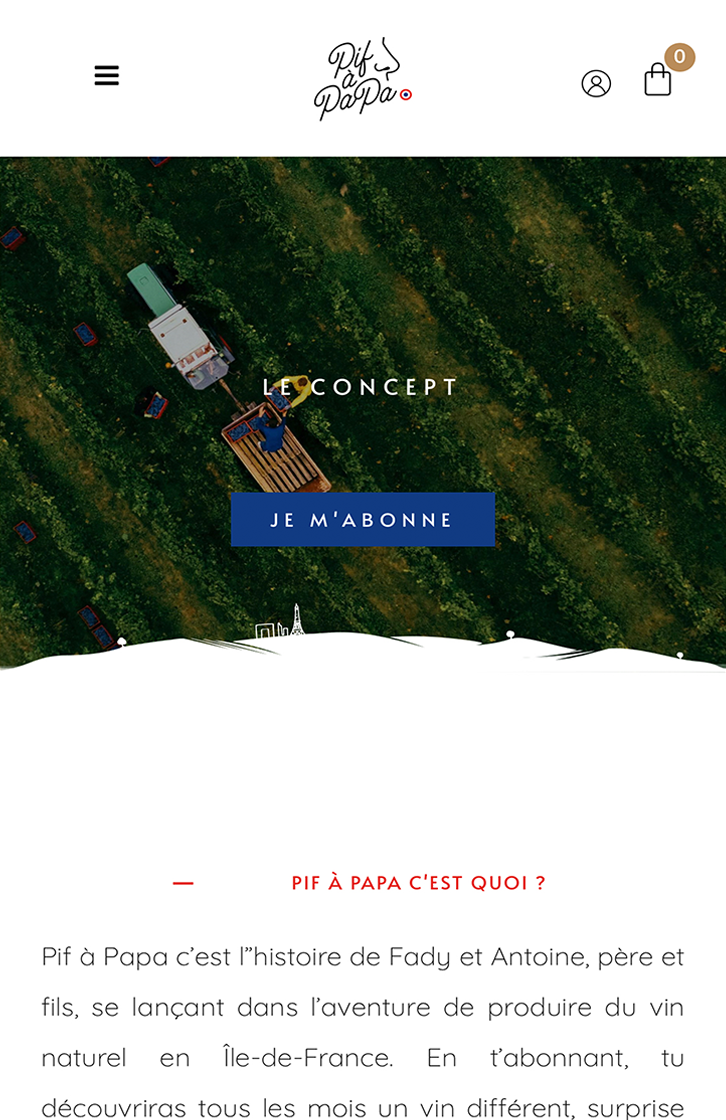 Pif
à
PaPa
0
LE CONCEPT
JE M'ABONNE
— PIF À PAPA C'EST QUOI ?
Pif à Papa c’est l’’histoire de Fady et Antoine, père et
fils, se lançant dans l’aventure de produire du vin
naturel en Île-de-France. En t’abonnant, tu
découvriras tous les mois un vin différent, surprise